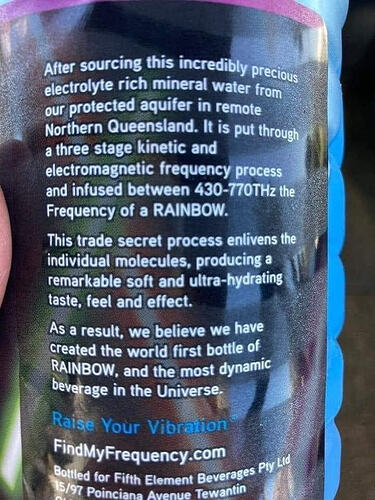 After sourcing this incredibly precious
electrolyte rich mineral water from
our protected aquifer in remote
Northern Queensland. It is put through
a three stage kinetic and
electromagnetic frequency process
and infused between 430-770THz the
Frequency of a RAINBOW.
This trade secret process enlivens the
individual molecules, producing a
remarkable soft and ultra-hydrating
taste, feel and effect.
As a result, we believe we have
created the world first bottle of
RAINBOW, and the most dynamic
beverage in the Universe.
Raise Your Vibration
FindMyFrequency.com
Bottled for Fifth Element Beverages Pty Ltd
15/97 Poinciana Avenue Tewantin